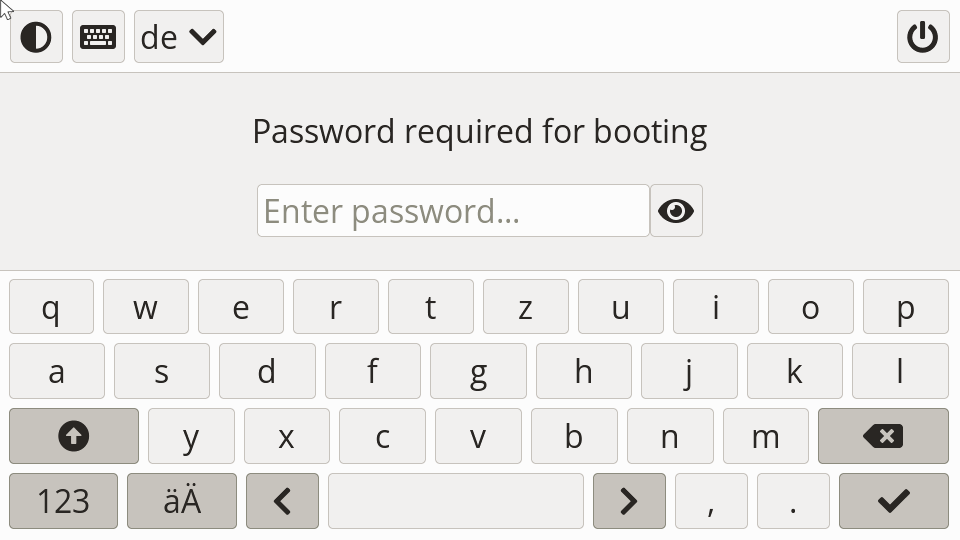 de
Password required for booting
Enter password...
q w e r t z u i o p
a s d f g h j k l
y x c v b n m
123 äÄ , .